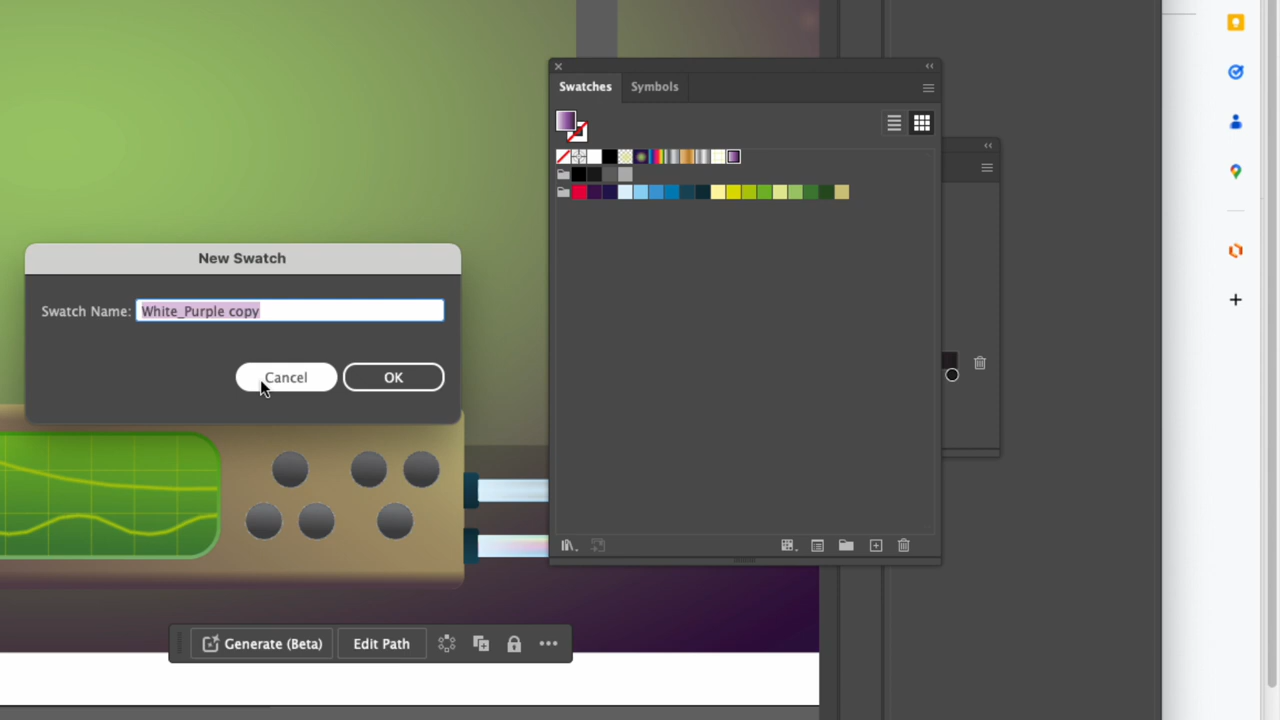 Swatches
Symbols
New Swatch
Swatch Name: White_Purple copy
Cancel
OK
Generate (Beta)
Edit Path